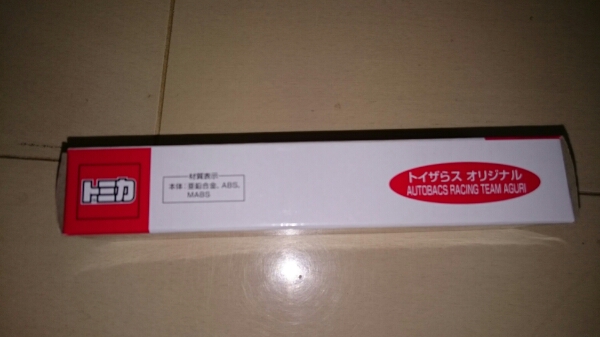 トミカ
材質表示
本体：亜鉛合金、ABS、
MABS
トイザらス オリジナル
AUTOBACS RACING TEAM AGURI